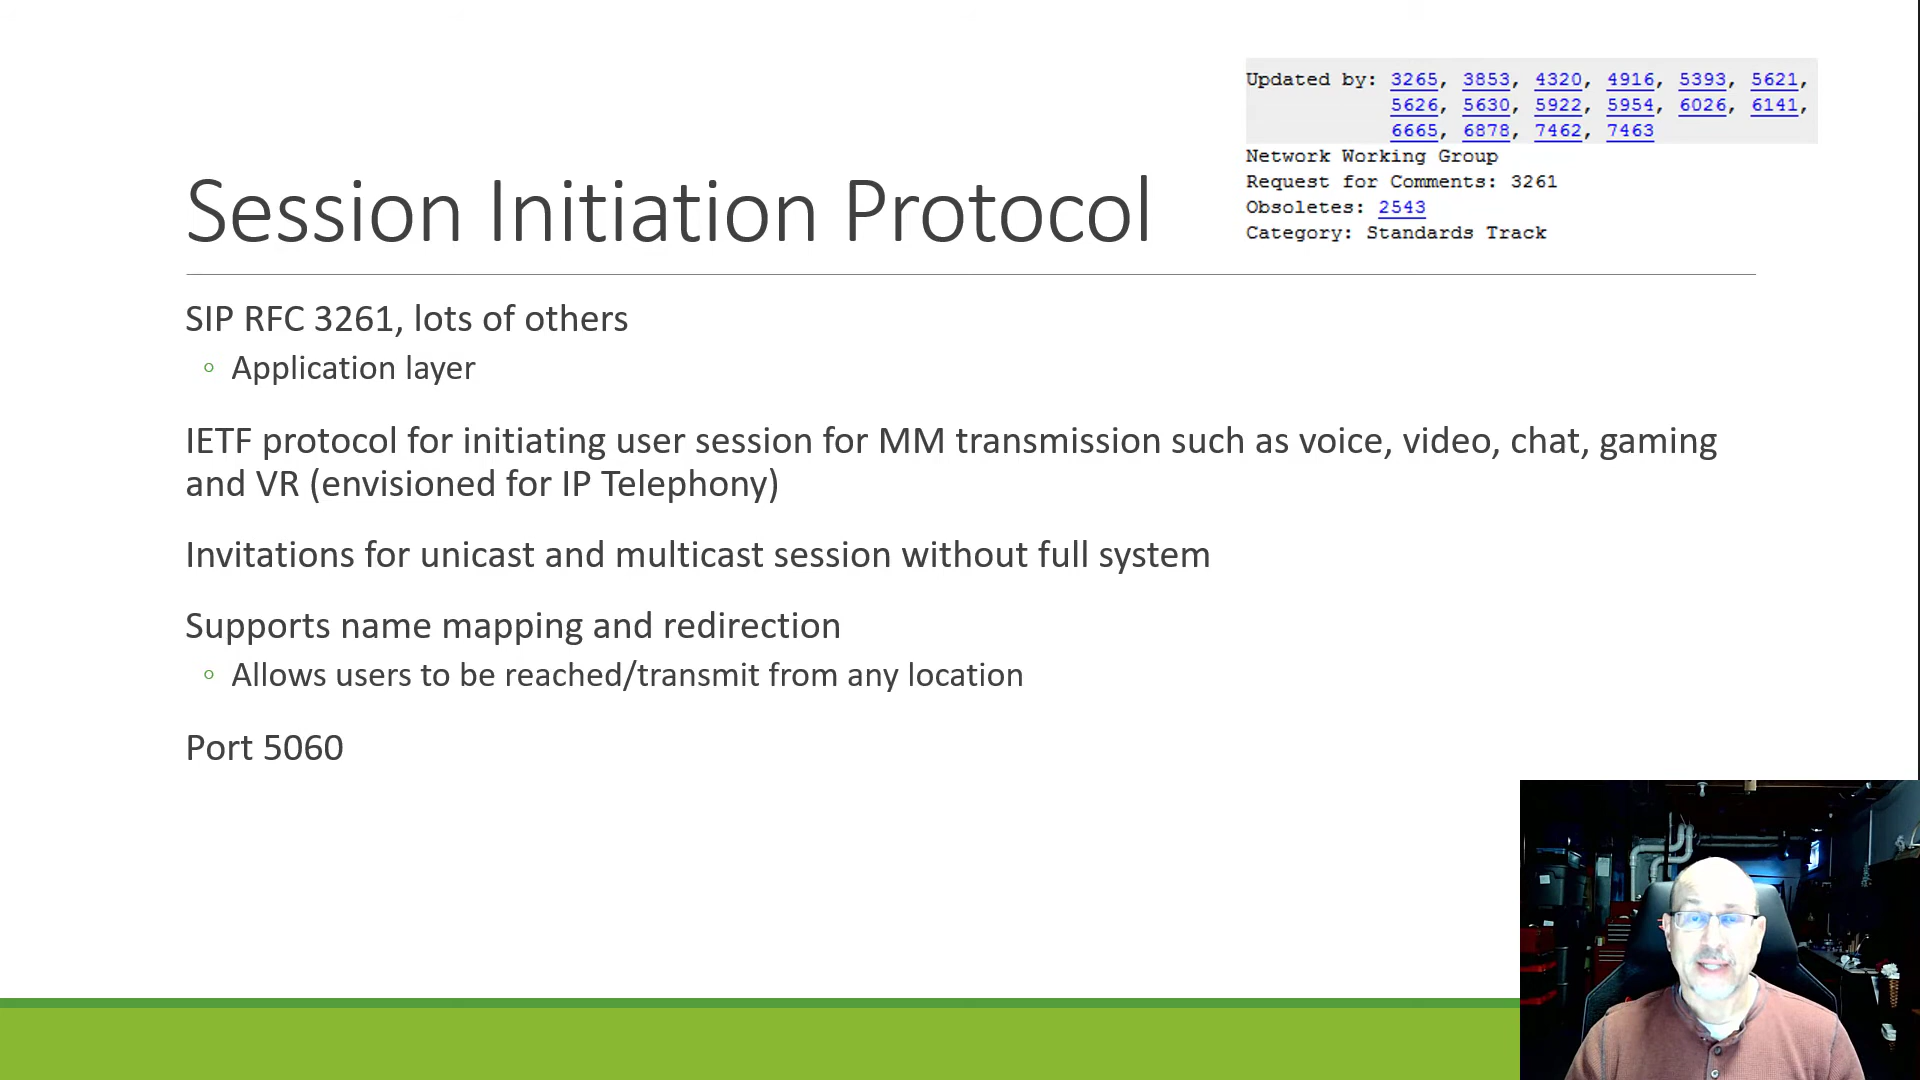 Updated by: 3265, 3853, 4320, 4916, 5393, 5621,
5626, 5630, 5922, 5954, 6026, 6141,
6665, 6878, 7462, 7463
Network Working Group
Request for Comments: 3261
Obsoletes: 2543
Category: Standards Track
Session Initiation Protocol
SIP RFC 3261, lots of others
◦ Application layer
IETF protocol for initiating user session for MM transmission such as voice, video, chat, gaming
and VR (envisioned for IP Telephony)
Invitations for unicast and multicast session without full system
Supports name mapping and redirection
◦ Allows users to be reached/transmit from any location
Port 5060